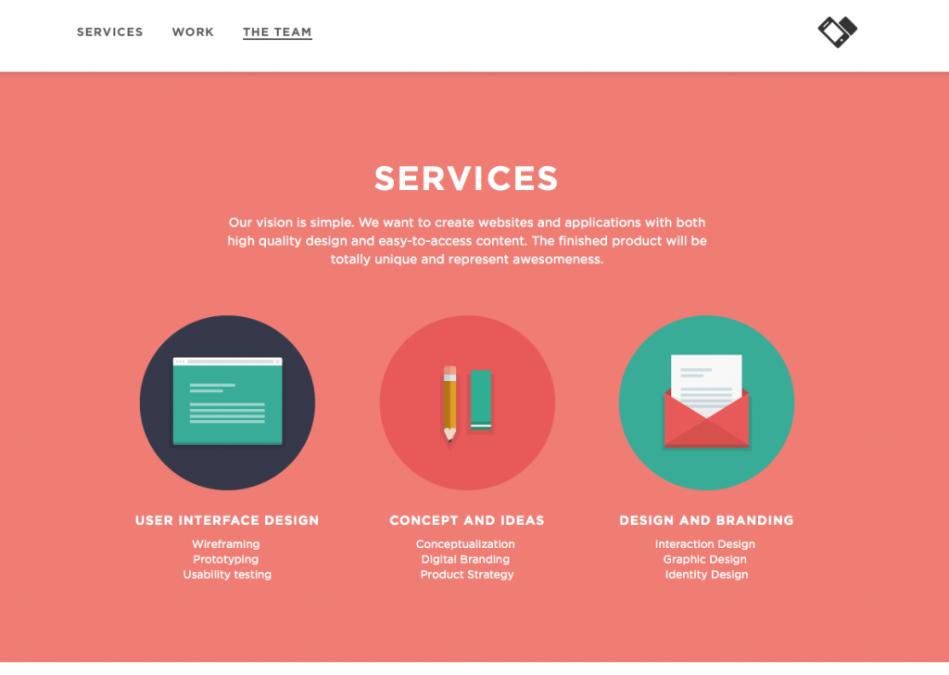 SERVICES WORK THE TEAM
SERVICES
Our vision is simple. We want to create websites and applications with both
high quality design and easy-to-access content. The finished product will be
totally unique and represent awesomeness.
USER INTERFACE DESIGN
Wireframing
Prototyping
Usability testing
CONCEPT AND IDEAS
Conceptualization
Digital Branding
Product Strategy
DESIGN AND BRANDING
Interaction Design
Graphic Design
Identity Design